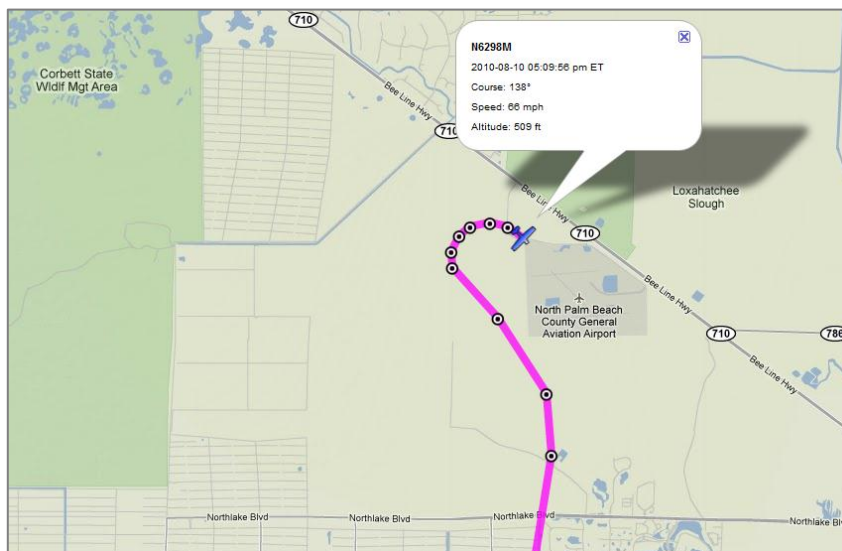 710
N6298M
2010-08-10 05:09:56 pm ET
Course: 138°
Speed: 66 mph
Altitude: 509 ft
Corbett State
Wldlf Mgt Area
Bee Line Hwy
710
Bee Line Hwy
Loxahatchee
Slough
710
Bee Line Hwy
North Palm Beach
County General
Aviation Airport
710
786
Bee Line Hwy
Northlake Blvd
Northlake Blvd
Northlake Blvd
Northlake Blvd